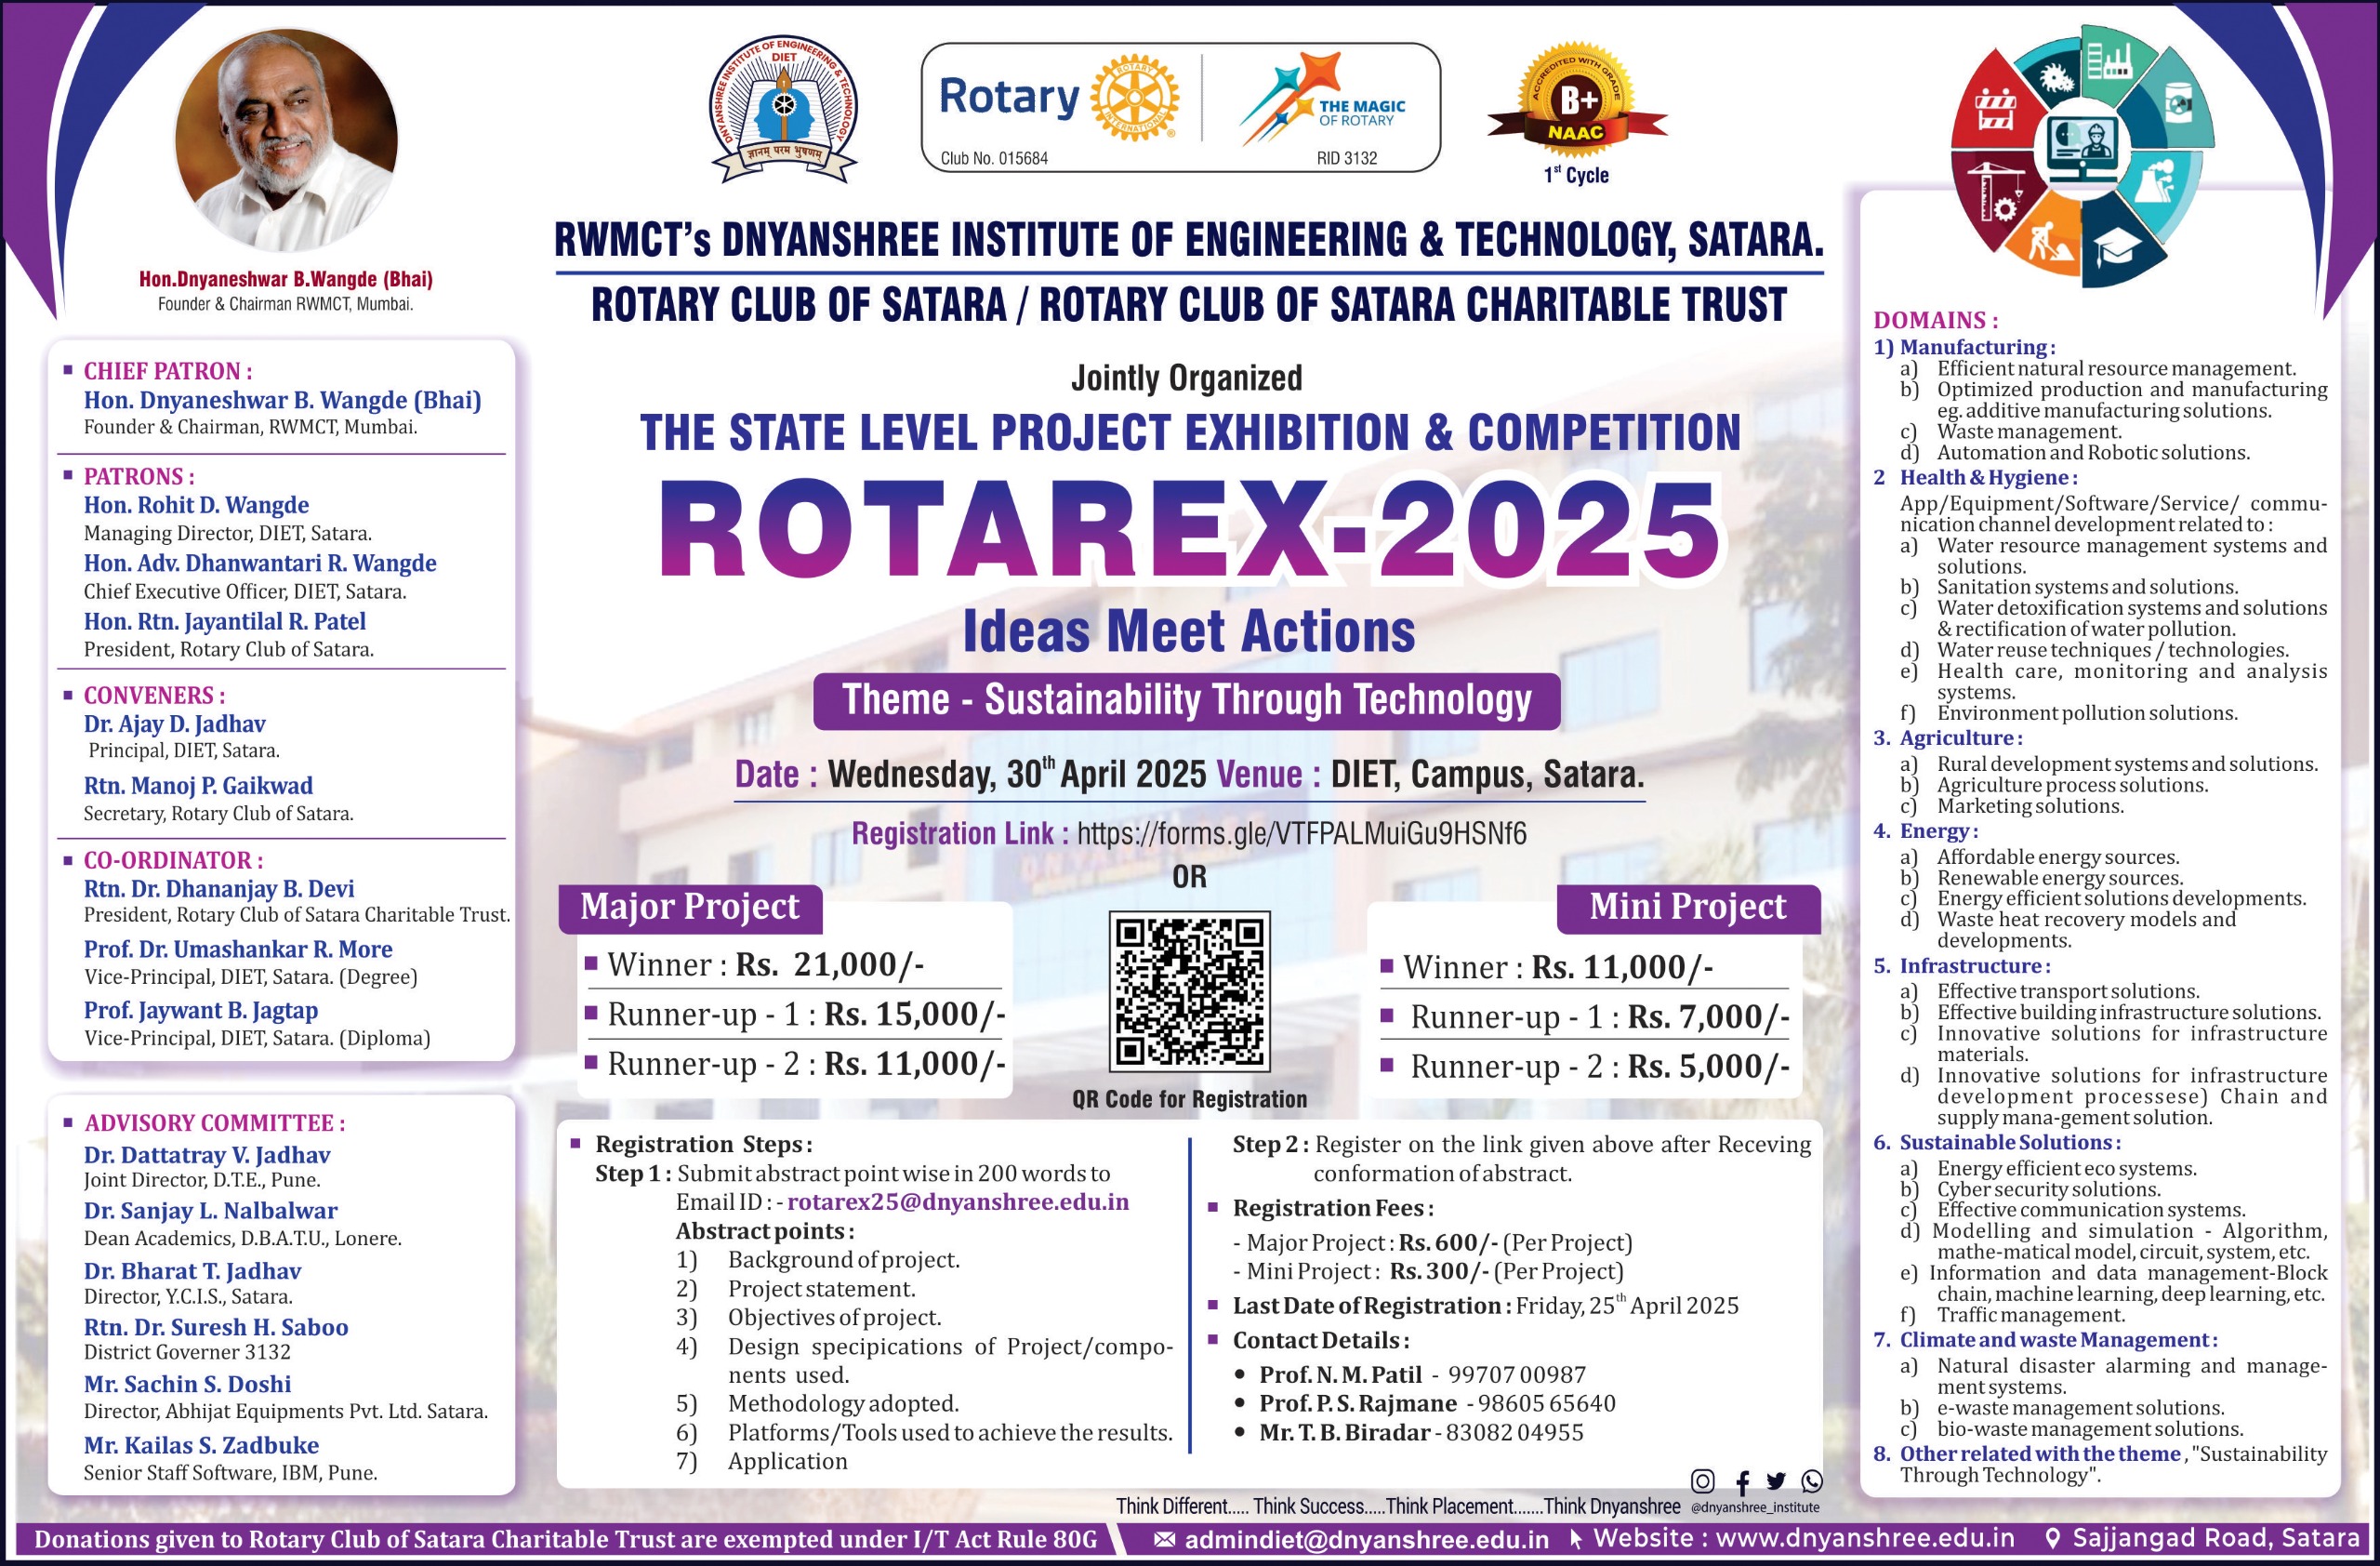 DNYANSHREE INSTITUTE OF ENGINEERING & TECHNOLOGY
DIET
ज्ञानम् परम भुषणम्
Rotary
ROTARY
INTERNATIONAL
THE MAGIC
OF ROTARY
Club No. 015684
RID 3132
ACCREDITED WITH GRADE
B+
NAAC
1st Cycle
Hon.Dnyaneshwar B.Wangde (Bhai)
Founder & Chairman RWMCT, Mumbai.
RWMCT's DNYANSHREE INSTITUTE OF ENGINEERING & TECHNOLOGY, SATARA.
ROTARY CLUB OF SATARA / ROTARY CLUB OF SATARA CHARITABLE TRUST
Jointly Organized
THE STATE LEVEL PROJECT EXHIBITION & COMPETITION
ROTAREX-2025
Ideas Meet Actions
Theme - Sustainability Through Technology
Date : Wednesday, 30th April 2025 Venue : DIET, Campus, Satara.
Registration Link : https://forms.gle/VTFPALMuiGu9HSNf6
OR
QR Code for Registration
CHIEF PATRON :
Hon. Dnyaneshwar B. Wangde (Bhai)
Founder & Chairman, RWMCT, Mumbai.
PATRONS :
Hon. Rohit D. Wangde
Managing Director, DIET, Satara.
Hon. Adv. Dhanwantari R. Wangde
Chief Executive Officer, DIET, Satara.
Hon. Rtn. Jayantilal R. Patel
President, Rotary Club of Satara.
CONVENERS :
Dr. Ajay D. Jadhav
Principal, DIET, Satara.
Rtn. Manoj P. Gaikwad
Secretary, Rotary Club of Satara.
CO-ORDINATOR :
Rtn. Dr. Dhananjay B. Devi
President, Rotary Club of Satara Charitable Trust.
Prof. Dr. Umashankar R. More
Vice-Principal, DIET, Satara. (Degree)
Prof. Jaywant B. Jagtap
Vice-Principal, DIET, Satara. (Diploma)
ADVISORY COMMITTEE :
Dr. Dattatray V. Jadhav
Joint Director, D.T.E., Pune.
Dr. Sanjay L. Nalbalwar
Dean Academics, D.B.A.T.U., Lonere.
Dr. Bharat T. Jadhav
Director, Y.C.I.S., Satara.
Rtn. Dr. Suresh H. Saboo
District Governer 3132
Mr. Sachin S. Doshi
Director, Abhijat Equipments Pvt. Ltd. Satara.
Mr. Kailas S. Zadbuke
Senior Staff Software, IBM, Pune.
Major Project
Winner : Rs. 21,000/-
Runner-up - 1 : Rs. 15,000/-
Runner-up - 2 : Rs. 11,000/-
Mini Project
Winner : Rs. 11,000/-
Runner-up - 1 : Rs. 7,000/-
Runner-up - 2 : Rs. 5,000/-
Registration Steps :
Step 1 : Submit abstract point wise in 200 words to
Email ID : - rotarex25@dnyanshree.edu.in
Abstract points :
1) Background of project.
2) Project statement.
3) Objectives of project.
4) Design specipications of Project/compo-
nents used.
5) Methodology adopted.
6) Platforms/Tools used to achieve the results.
7) Application
Step 2 : Register on the link given above after Receving
conformation of abstract.
Registration Fees :
- Major Project : Rs. 600/- (Per Project)
- Mini Project : Rs. 300/- (Per Project)
Last Date of Registration : Friday, 25th April 2025
Contact Details :
Prof. N. M. Patil - 99707 00987
Prof. P. S. Rajmane - 98605 65640
Mr. T. B. Biradar - 83082 04955
Think Different..... Think Success.....Think Placement.......Think Dnyanshree @dnyanshree_institute
DOMAINS :
1) Manufacturing :
a) Efficient natural resource management.
b) Optimized production and manufacturing
eg. additive manufacturing solutions.
c) Waste management.
d) Automation and Robotic solutions.
2 Health & Hygiene :
App/Equipment/Software/Service/ commu-
nication channel development related to :
a) Water resource management systems and
solutions.
b) Sanitation systems and solutions.
c) Water detoxification systems and solutions
& rectification of water pollution.
d) Water reuse techniques / technologies.
e) Health care, monitoring and analysis
systems.
f) Environment pollution solutions.
3. Agriculture :
a) Rural development systems and solutions.
b) Agriculture process solutions.
c) Marketing solutions.
4. Energy :
a) Affordable energy sources.
b) Renewable energy sources.
c) Energy efficient solutions developments.
d) Waste heat recovery models and
developments.
5. Infrastructure :
a) Effective transport solutions.
b) Effective building infrastructure solutions.
c) Innovative solutions for infrastructure
materials.
d) Innovative solutions for infrastructure
development processese) Chain and
supply mana-gement solution.
6. Sustainable Solutions :
a) Energy efficient eco systems.
b) Cyber security solutions.
c) Effective communication systems.
d) Modelling and simulation - Algorithm,
mathe-matical model, circuit, system, etc.
e) Information and data management-Block
chain, machine learning, deep learning, etc.
f) Traffic management.
7. Climate and waste Management :
a) Natural disaster alarming and manage-
ment systems.
b) e-waste management solutions.
c) bio-waste management solutions.
8. Other related with the theme , "Sustainability
Through Technology".
Donations given to Rotary Club of Satara Charitable Trust are exempted under I/T Act Rule 80G
admindiet@dnyanshree.edu.in Website : www.dnyanshree.edu.in Sajjangad Road, Satara